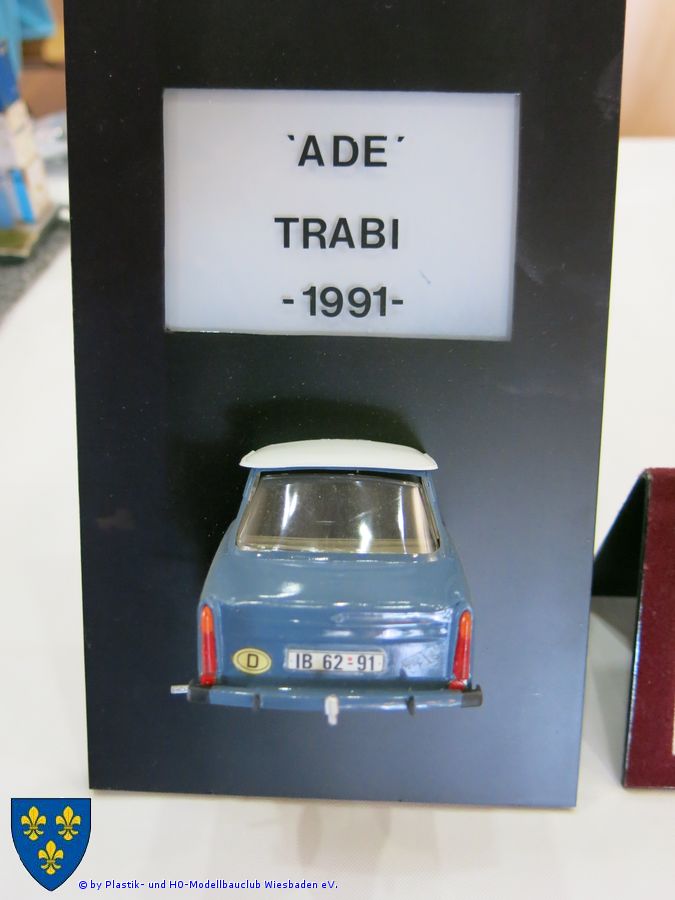 'ADE'
TRABI
-1991-
D
IB 62-91
© by Plastik- und H0-Modellbauclub Wiesbaden eV.